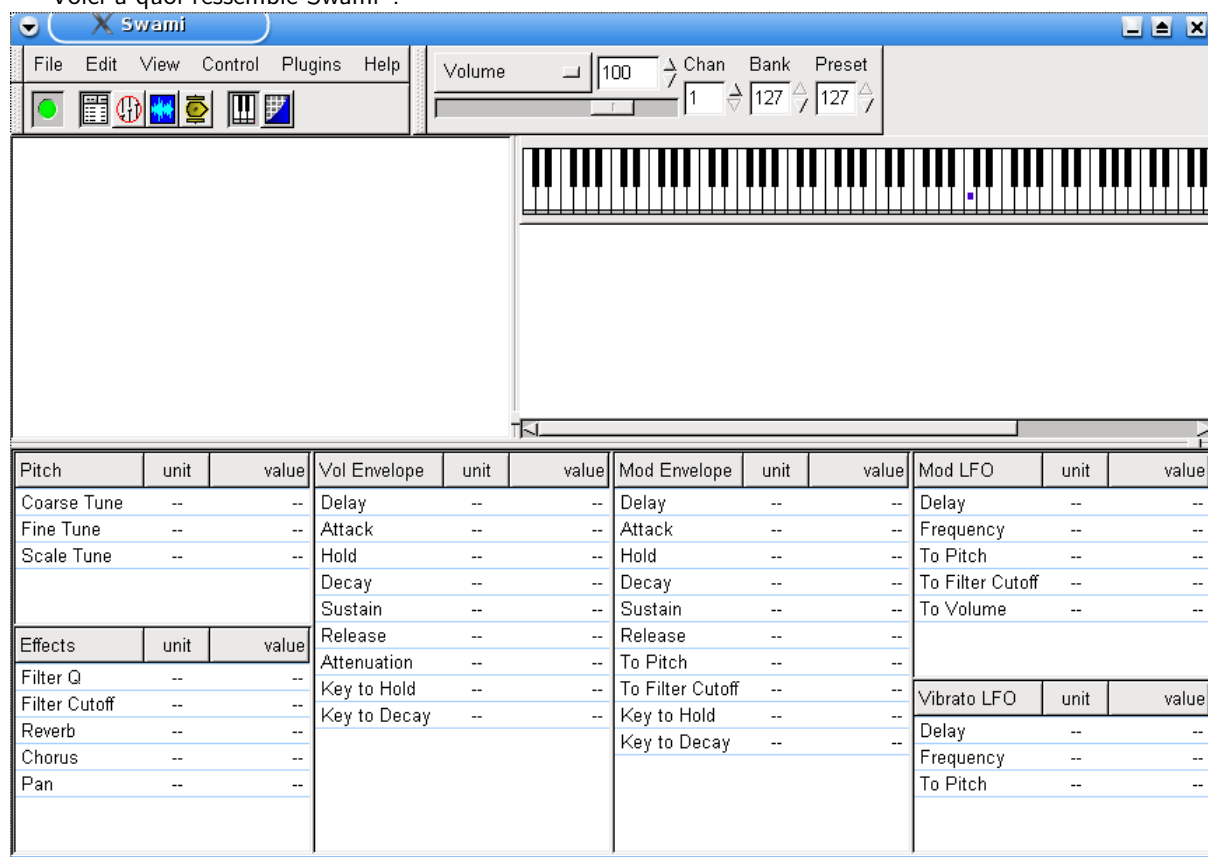 Voici à quoi ressemble Swami :
Swami
File Edit View Control Plugins Help
Volume 100 Chan Bank Preset
1 127 127
Pitch unit value
Coarse Tune -- --
Fine Tune -- --
Scale Tune -- --
Effects unit value
Filter Q -- --
Filter Cutoff -- --
Reverb -- --
Chorus -- --
Pan -- --
Vol Envelope unit value
Delay -- --
Attack -- --
Hold -- --
Decay -- --
Sustain -- --
Release -- --
Attenuation -- --
Key to Hold -- --
Key to Decay -- --
Mod Envelope unit value
Delay -- --
Attack -- --
Hold -- --
Decay -- --
Sustain -- --
Release -- --
To Pitch -- --
To Filter Cutoff -- --
Key to Hold -- --
Key to Decay -- --
Mod LFO unit value
Delay -- --
Frequency -- --
To Pitch -- --
To Filter Cutoff -- --
To Volume -- --
Vibrato LFO unit value
Delay -- --
Frequency -- --
To Pitch -- --